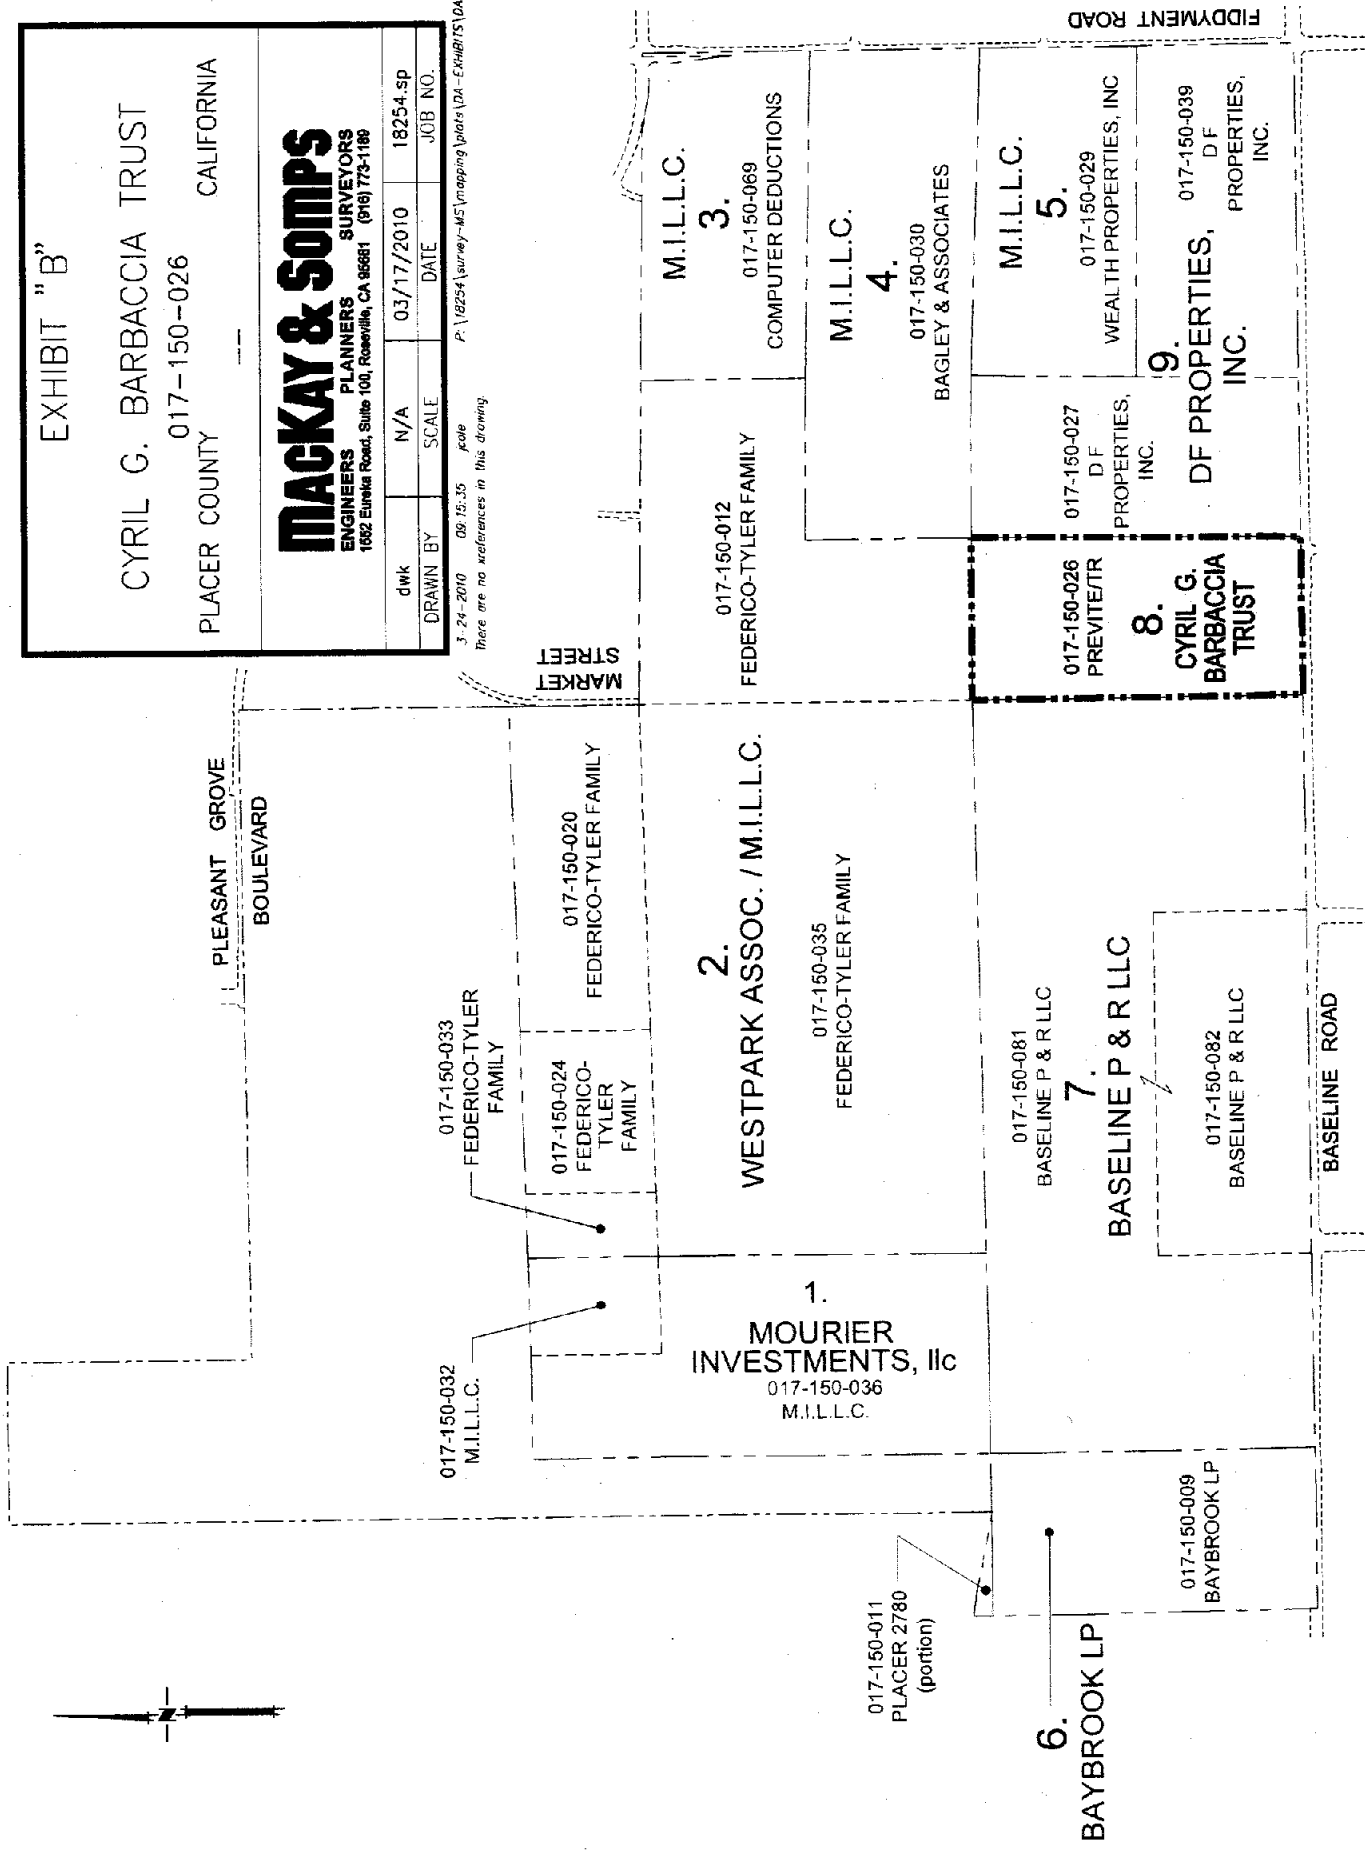 EXHIBIT "B"
CYRIL G. BARBACCIA TRUST
017-150-026
PLACER COUNTY CALIFORNIA
MACKAY & SOMPS
ENGINEERS PLANNERS SURVEYORS
1552 Eureka Road, Suite 100, Roseville, CA 95661 (916) 773-1189
dwk N/A 03/17/2010 18254.sp
DRAWN BY SCALE DATE JOB NO.
3-24-2010 09:15:35 jcole P:\18254\survey-MS\mapping\plats\DA-EXHIBITS\DA
There are no xreferences in this drawing.
PLEASANT GROVE
BOULEVARD
MARKET
STREET
FIDDYMENT ROAD
017-150-033
FEDERICO-TYLER
FAMILY
017-150-032
M.I.L.L.C.
017-150-024
FEDERICO-
TYLER
FAMILY
017-150-020
FEDERICO-TYLER FAMILY
1.
MOURIER
INVESTMENTS, llc
017-150-036
M.I.L.L.C.
2.
WESTPARK ASSOC. / M.I.L.L.C.
017-150-035
FEDERICO-TYLER FAMILY
017-150-012
FEDERICO-TYLER FAMILY
M.I.L.L.C.
3.
017-150-069
COMPUTER DEDUCTIONS
M.I.L.L.C.
4.
017-150-030
BAGLEY & ASSOCIATES
M.I.L.L.C.
5.
017-150-029
WEALTH PROPERTIES, INC
017-150-011
PLACER 2780
(portion)
6.
BAYBROOK LP
017-150-009
BAYBROOK LP
017-150-081
BASELINE P & R LLC
7.
BASELINE P & R LLC
017-150-082
BASELINE P & R LLC
017-150-026
PREVITE/TR
8.
CYRIL G.
BARBACCIA
TRUST
017-150-027
D F
PROPERTIES,
INC.
9.
DF PROPERTIES,
INC.
017-150-039
D F
PROPERTIES,
INC.
BASELINE ROAD
N